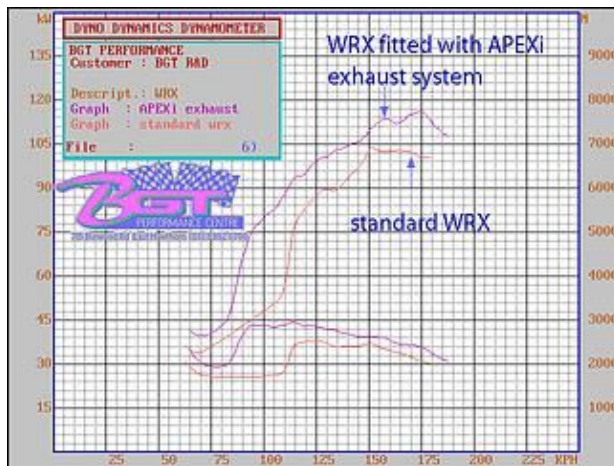 DYNO DYNAMICS DYNAMOMETER
BGT PERFORMANCE
Customer : BGT R&D
Descript.: WRX
Graph : APEXi exhaust
Graph : standard wrx
File : 6)
WRX fitted with APEXi
exhaust system
standard WRX
BGT
PERFORMANCE CENTRE
kW
135
120
105
90
75
60
45
30
15
9000
8000
7000
6000
5000
4000
3000
2000
1000
25 50 75 100 125 150 175 200 225 KPH